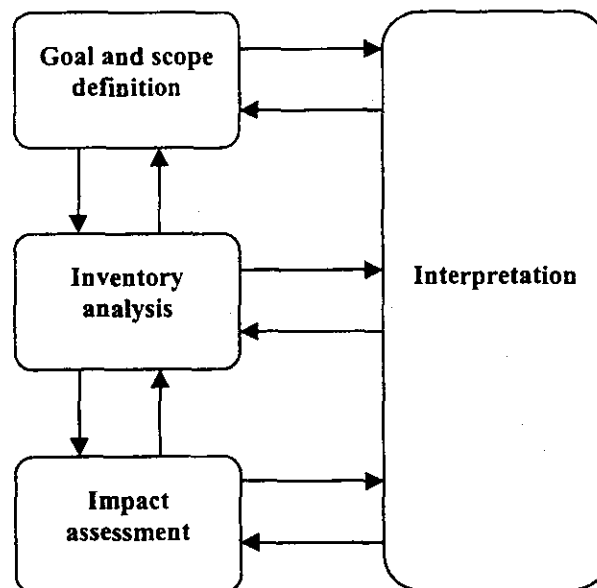 Goal and scope
definition
Inventory
analysis
Interpretation
Impact
assessment